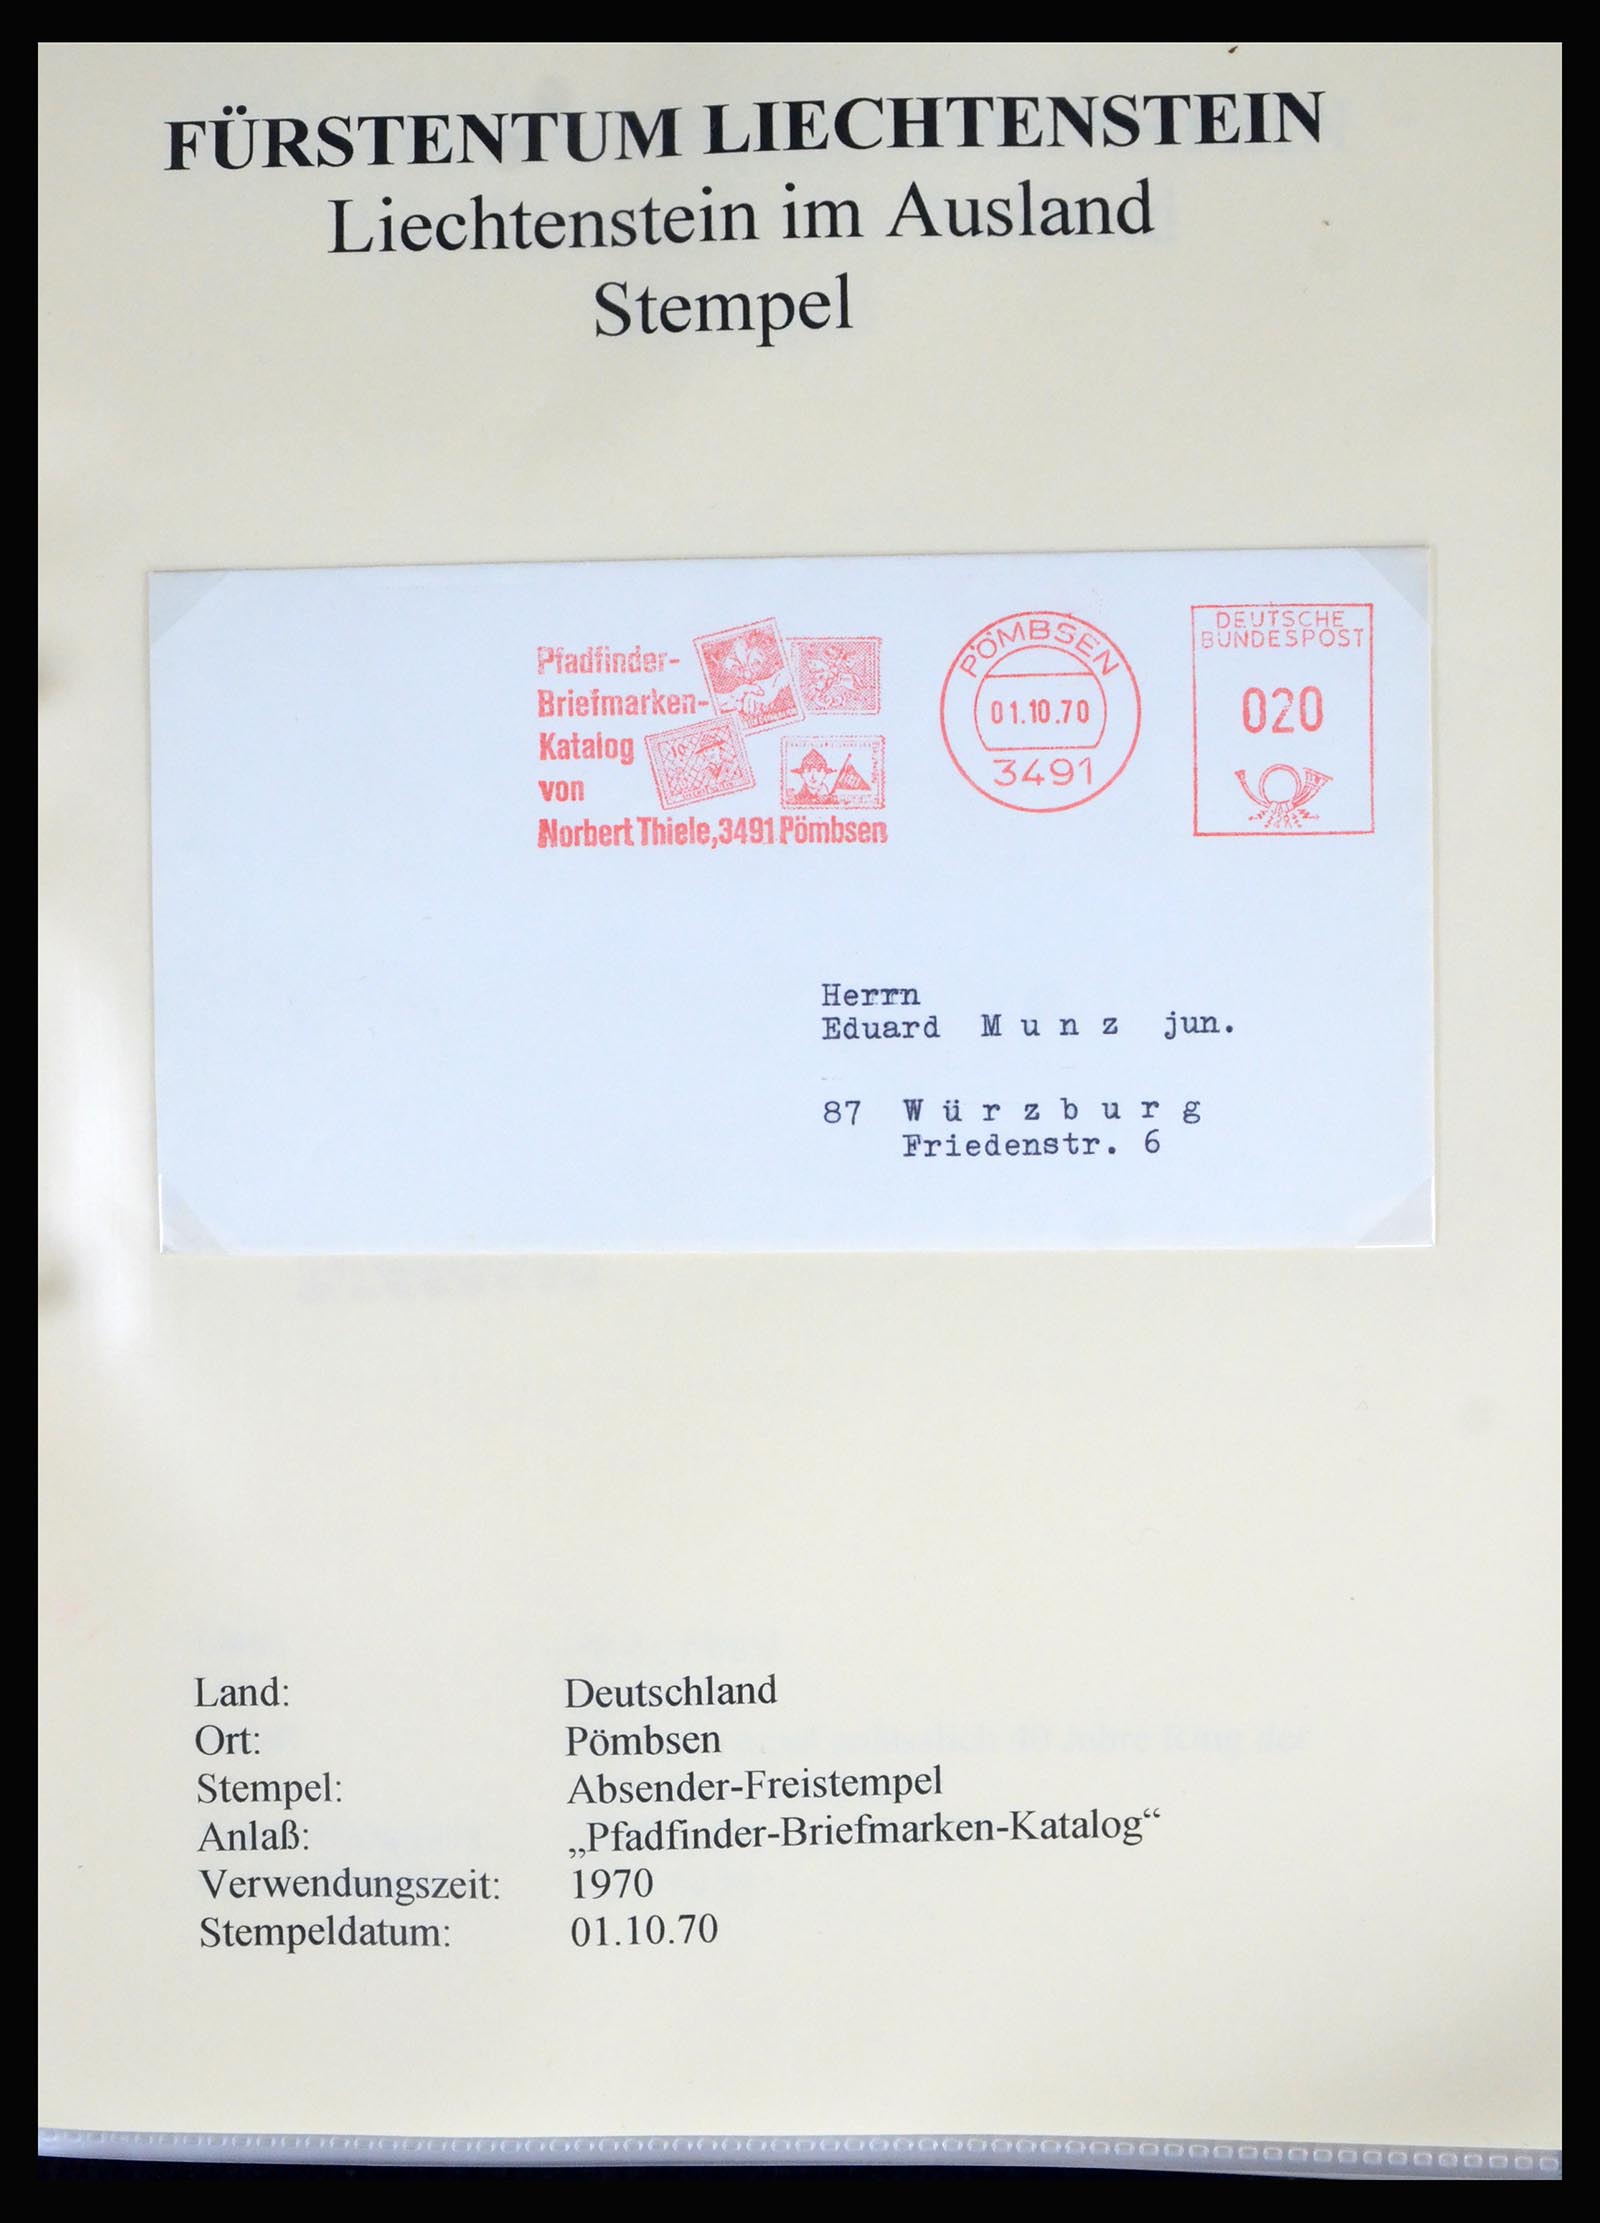 FÜRSTENTUM LIECHTENSTEIN
Liechtenstein im Ausland
Stempel
Pfadfinder-
Briefmarken-
Katalog
von
Norbert Thiele, 3491 Pömbsen
PÖMBSEN
01.10.70
3491
DEUTSCHE
BUNDESPOST
020
Herrn
Eduard M u n z jun.
87 W ü r z b u r g
Friedenstr. 6
Land: Deutschland
Ort: Pömbsen
Stempel: Absender-Freistempel
Anlaß: „Pfadfinder-Briefmarken-Katalog“
Verwendungszeit: 1970
Stempeldatum: 01.10.70